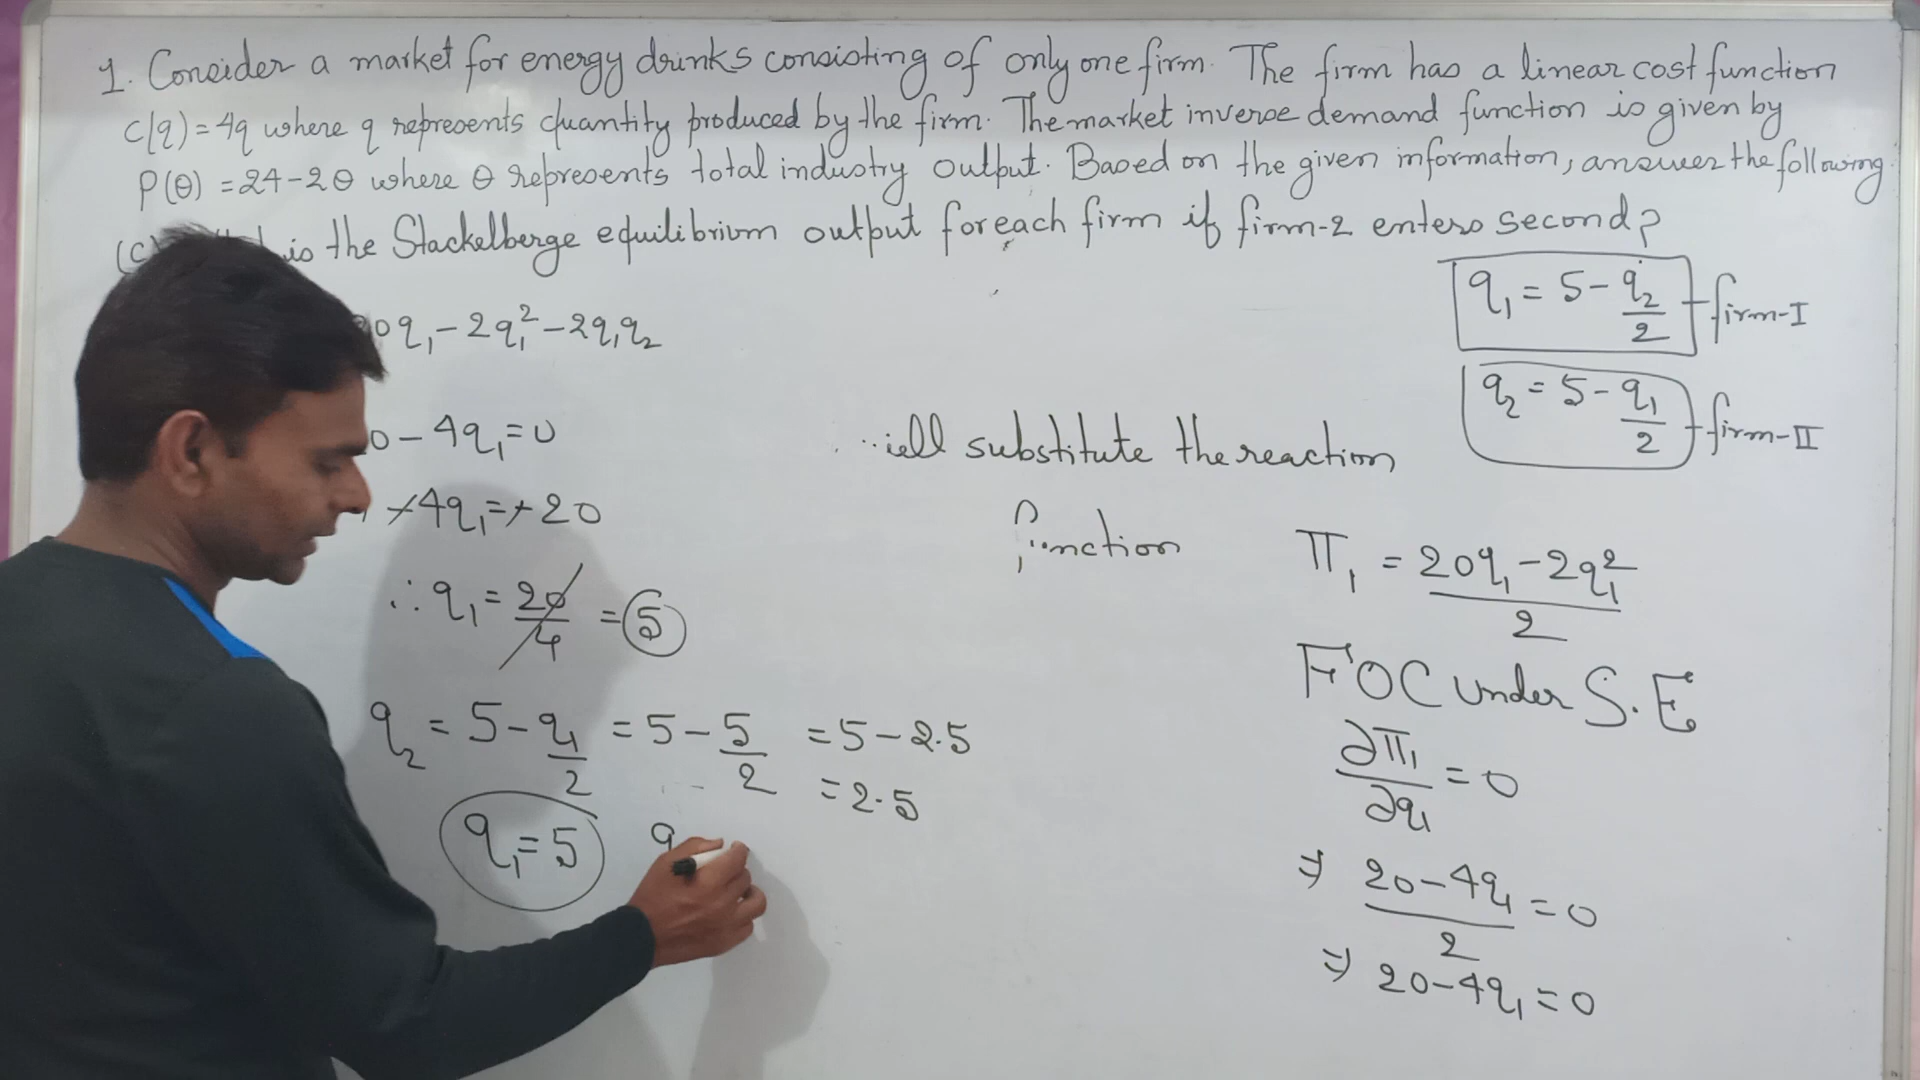 1. Consider a market for energy drinks consisting of only one firm. The firm has a linear cost function
C(q) = 4q where q represents quantity produced by the firm. The market inverse demand function is given by
P(θ) = 24 - 2θ where θ represents total industry output. Based on the given information, answer the following.
(C) is the Stackelberge equilibrium output for each firm if firm-2 enters second?
q₁ = 5 - q₂/2 firm-I
0q₁ - 2q₁² - 2q₁q₂
q₂ = 5 - q₁/2 firm-II
0 - 4q₁ = 0
substitute the reaction
-4q₁ = -20
π₁ = (20q₁ - 2q₁²)/2
∴ q₁ = 20/4 = 5
FOC under S.E
q₂ = 5 - q₁/2 = 5 - 5/2 = 5 - 2.5
= 2.5
∂π₁/∂q₁ = 0
q₁ = 5 q
⇒ (20 - 4q₁)/2 = 0
⇒ 20 - 4q₁ = 0